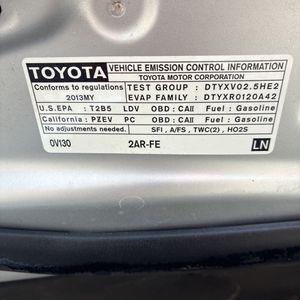 TOYOTA VEHICLE EMISSION CONTROL INFORMATION
TOYOTA MOTOR CORPORATION
Conforms to regulations TEST GROUP : DTYXV02.5HE2
2013MY EVAP FAMILY : DTYXR0120A42
U.S.EPA : T2B5 LDV OBD : CAII Fuel : Gasoline
California : PZEV PC OBD : CAII Fuel : Gasoline
No adjustments needed. SFI , A/FS , TWC(2) , HO2S
0V130 2AR-FE LN